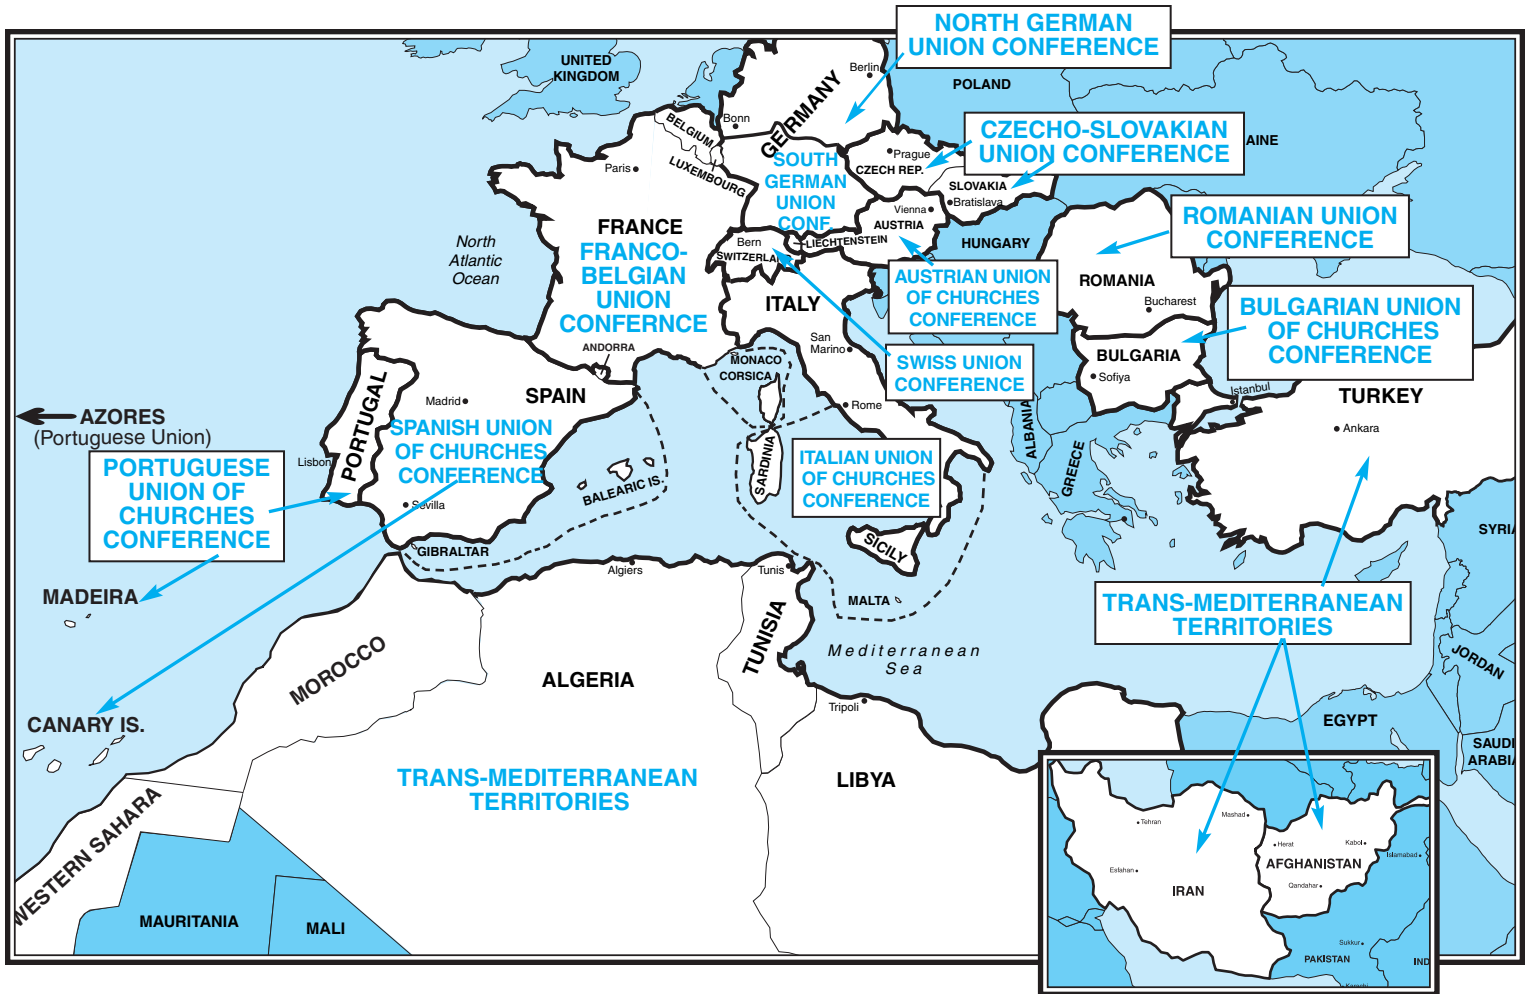 NORTH GERMAN
UNION CONFERENCE
UNITED
KINGDOM
Berlin
POLAND
GERMANY
Bonn
BELGIUM
CZECHO-SLOVAKIAN
UNION CONFERENCE
AINE
Prague
CZECH REP.
Paris
LUXEMBOURG
SOUTH
GERMAN
UNION
CONF.
SLOVAKIA
Bratislava
Vienna
AUSTRIA
ROMANIAN UNION
CONFERENCE
FRANCE
FRANCO-
BELGIAN
UNION
CONFERNCE
North
Atlantic
Ocean
Bern
SWITZERLAND
LIECHTENSTEIN
HUNGARY
AUSTRIAN UNION
OF CHURCHES
CONFERENCE
ROMANIA
Bucharest
BULGARIAN UNION
OF CHURCHES
CONFERENCE
ITALY
San
Marino
ANDORRA
MONACO
CORSICA
SWISS UNION
CONFERENCE
BULGARIA
Sofiya
Istanbul
TURKEY
Ankara
PORTUGAL
Madrid
SPAIN
Rome
ALBANIA
AZORES
(Portuguese Union)
SPANISH UNION
OF CHURCHES
CONFERENCE
Lisbon
PORTUGUESE
UNION OF
CHURCHES
CONFERENCE
Sevilla
BALEARIC IS.
SARDINIA
ITALIAN UNION
OF CHURCHES
CONFERENCE
GREECE
SYRIA
GIBRALTAR
SICILY
Algiers
Tunis
MADEIRA
MALTA
TRANS-MEDITERRANEAN
TERRITORIES
TUNISIA
Mediterranean
Sea
MOROCCO
ALGERIA
JORDAN
Tripoli
CANARY IS.
EGYPT
SAUDI
ARABIA
TRANS-MEDITERRANEAN
TERRITORIES
LIBYA
WESTERN SAHARA
MAURITANIA
MALI
Tehran
Mashad
Herat
Kabol
Islamabad
AFGHANISTAN
Esfahan
IRAN
Qandahar
Sukkur
PAKISTAN
IND
Karachi